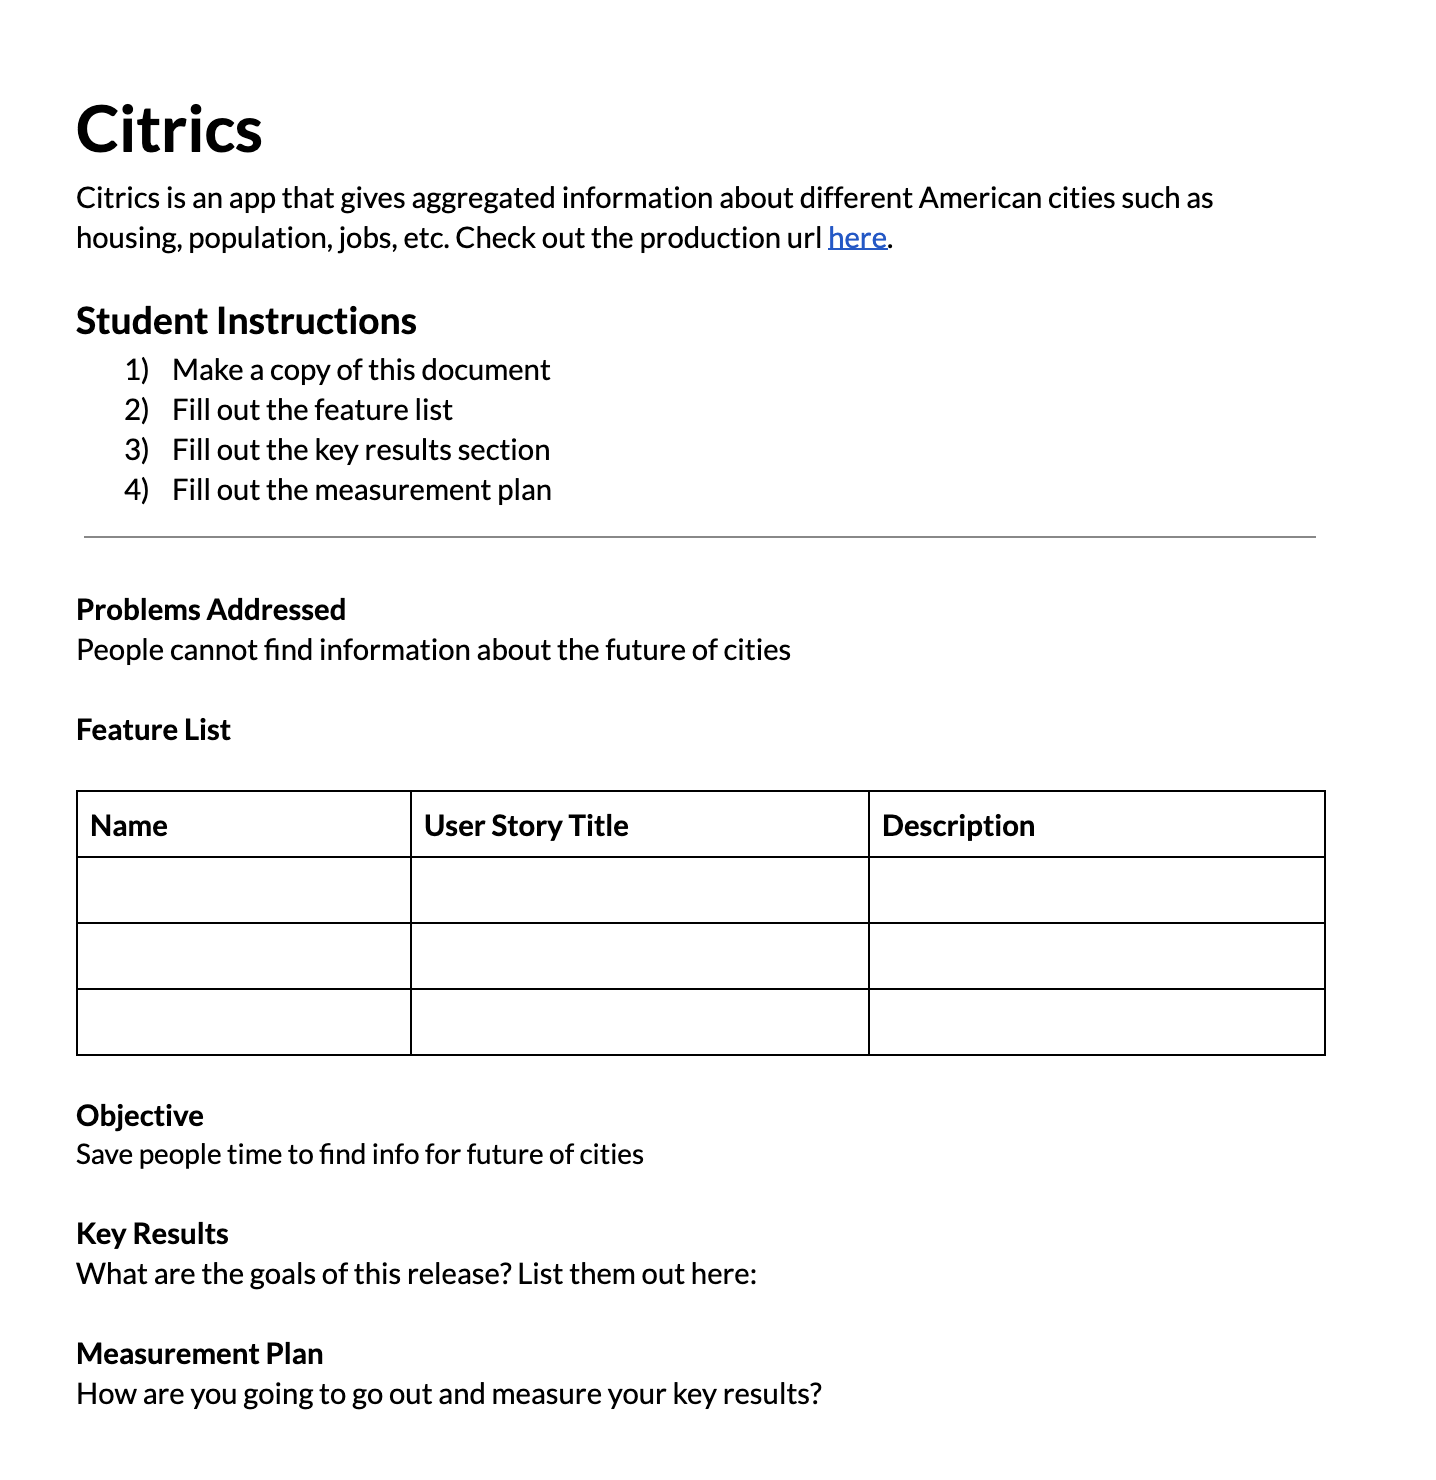 Citrics
Citrics is an app that gives aggregated information about different American cities such as
housing, population, jobs, etc. Check out the production url here.
Student Instructions
1) Make a copy of this document
2) Fill out the feature list
3) Fill out the key results section
4) Fill out the measurement plan
Problems Addressed
People cannot find information about the future of cities
Feature List
Name User Story Title Description
Objective
Save people time to find info for future of cities
Key Results
What are the goals of this release? List them out here:
Measurement Plan
How are you going to go out and measure your key results?